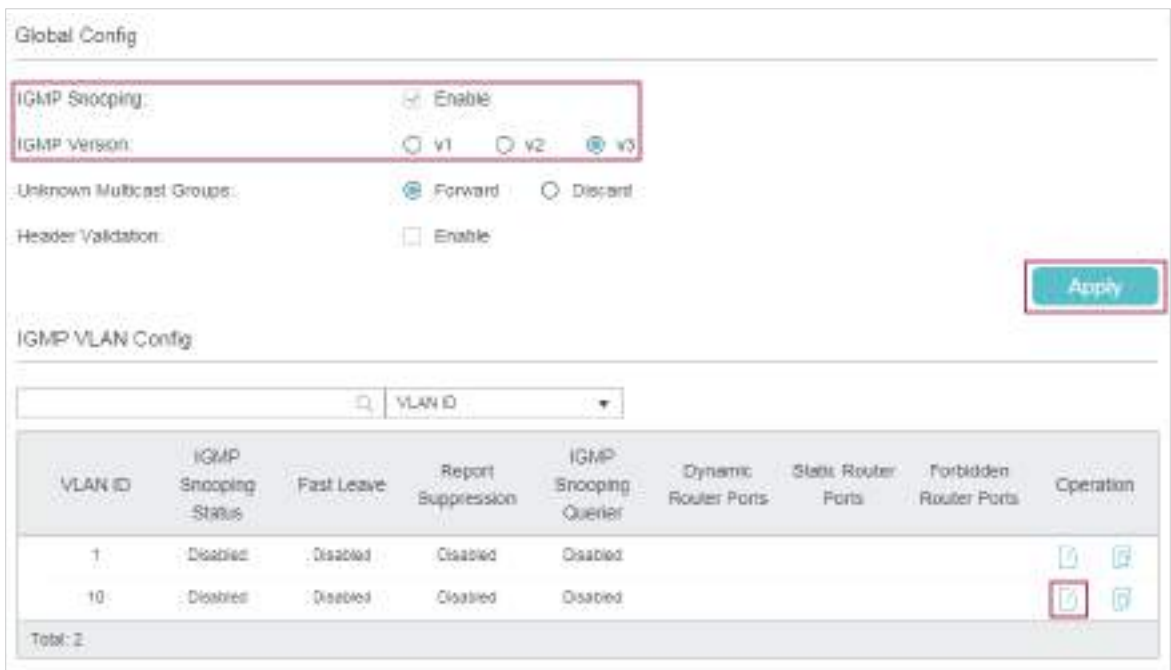 Global Config
IGMP Snooping: Enable
IGMP Version: v1 v2 v3
Unknown Multicast Groups: Forward Discard
Header Validation: Enable
Apply
IGMP VLAN Config
VLAN ID
VLAN ID IGMP Snooping Status Fast Leave Report Suppression IGMP Snooping Querier Dynamic Router Ports Static Router Ports Forbidden Router Ports Operation
1 Disabled Disabled Disabled Disabled
10 Disabled Disabled Disabled Disabled
Total: 2